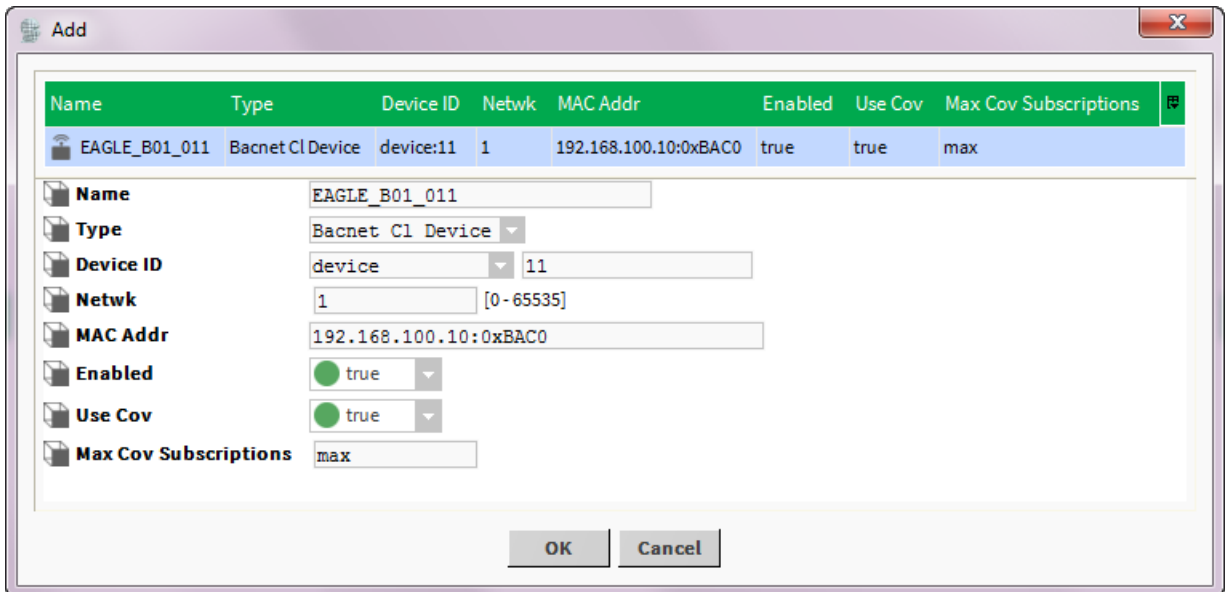 Add
Name Type Device ID Netwk MAC Addr Enabled Use Cov Max Cov Subscriptions
EAGLE_B01_011 Bacnet Cl Device device:11 1 192.168.100.10:0xBAC0 true true max
Name EAGLE_B01_011
Type Bacnet Cl Device
Device ID device 11
Netwk 1 [0 - 65535]
MAC Addr 192.168.100.10:0xBAC0
Enabled true
Use Cov true
Max Cov Subscriptions max
OK Cancel